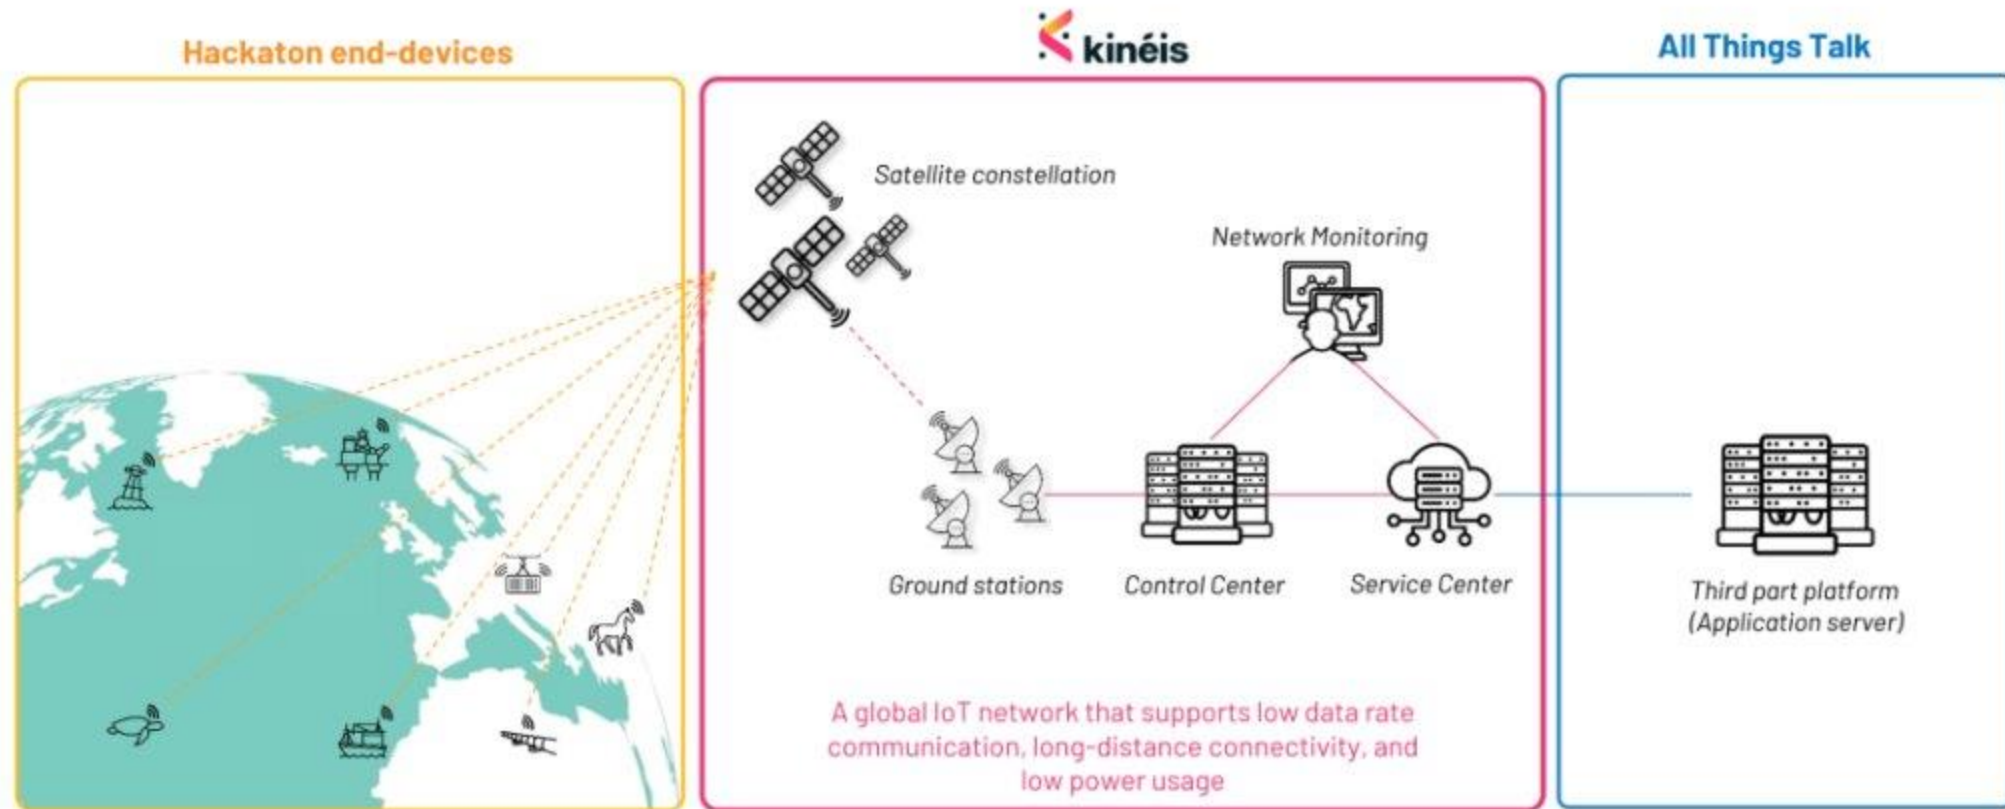 Hackaton end-devices
kinéis
All Things Talk
Satellite constellation
Network Monitoring
Ground stations
Control Center
Service Center
Third part platform
(Application server)
A global IoT network that supports low data rate
communication, long-distance connectivity, and
low power usage